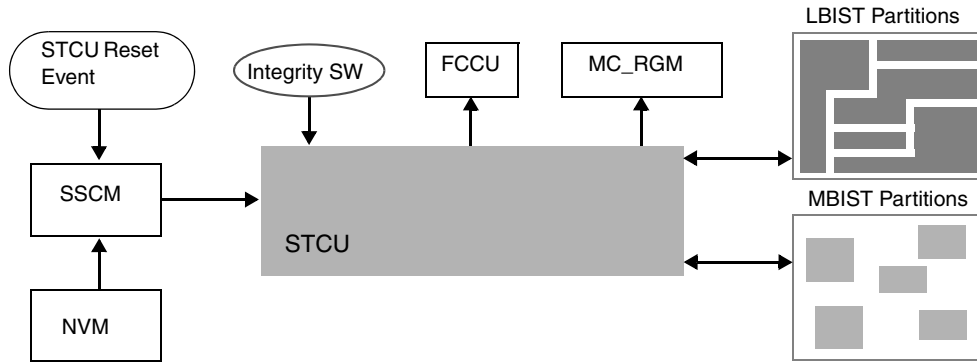 LBIST Partitions
STCU Reset
Event
Integrity SW
FCCU
MC_RGM
SSCM
MBIST Partitions
STCU
NVM